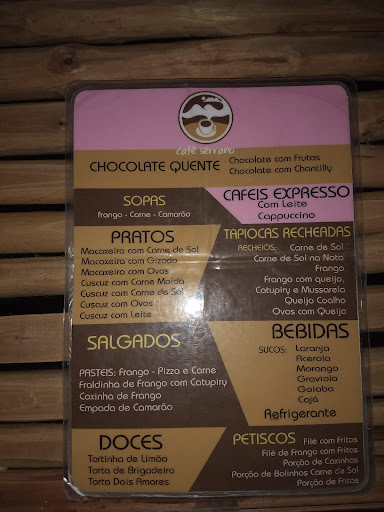 café serrano
CHOCOLATE QUENTE
Chocolate com Frutas
Chocolate com Chantilly
SOPAS
Frango - Carne - Camarão
CAFEIS EXPRESSO
Com Leite
Cappuccino
PRATOS
Macaxeira com Carne de Sol
Macaxeira com Gizado
Macaxeira com Ovos
Cuscuz com Carne Moída
Cuscuz com Carne de Sol
Cuscuz com Ovos
Cuscuz com Leite
TAPIOCAS RECHEADAS
RECHEIOS: Carne de Sol
Carne de Sol na Nata
Frango
Frango com queijo,
Catupiry e Mussarela
Queijo Coalho
Ovos com Queijo
SALGADOS
PASTEIS: Frango - Pizza e Carne
Fraldinha de Frango com Catupiry
Coxinha de Frango
Empada de Camarão
BEBIDAS
SUCOS: Laranja
Acerola
Morango
Graviola
Goiaba
Cajá
Refrigerante
DOCES
Tortinha de Limão
Torta de Brigadeira
Torta Dois Amores
PETISCOS
Filé com Fritas
Filé de Frango com Fritas
Porção de Coxinhas
Porção de Bolinhos Carne de Sol
Porção de Fritas